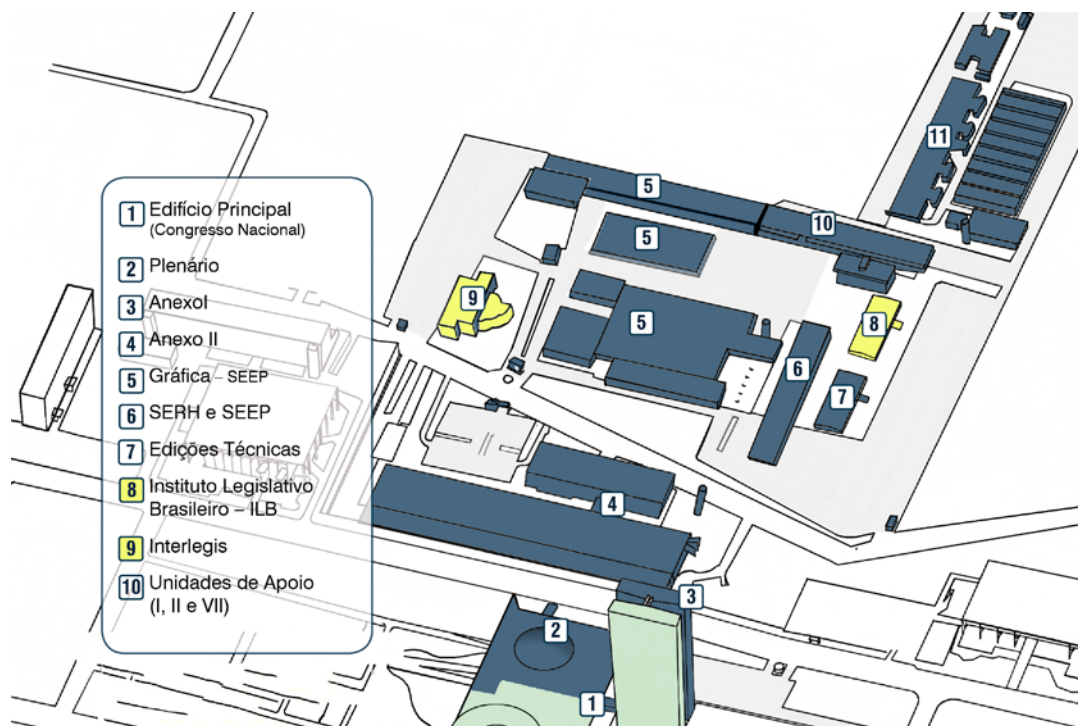 1 Edifício Principal
(Congresso Nacional)
2 Plenário
3 AnexoI
4 Anexo II
5 Gráfica – SEEP
6 SERH e SEEP
7 Edições Técnicas
8 Instituto Legislativo
Brasileiro – ILB
9 Interlegis
10 Unidades de Apoio
(I, II e VII)
11
5
10
5
9
5
8
6
7
4
3
2
1